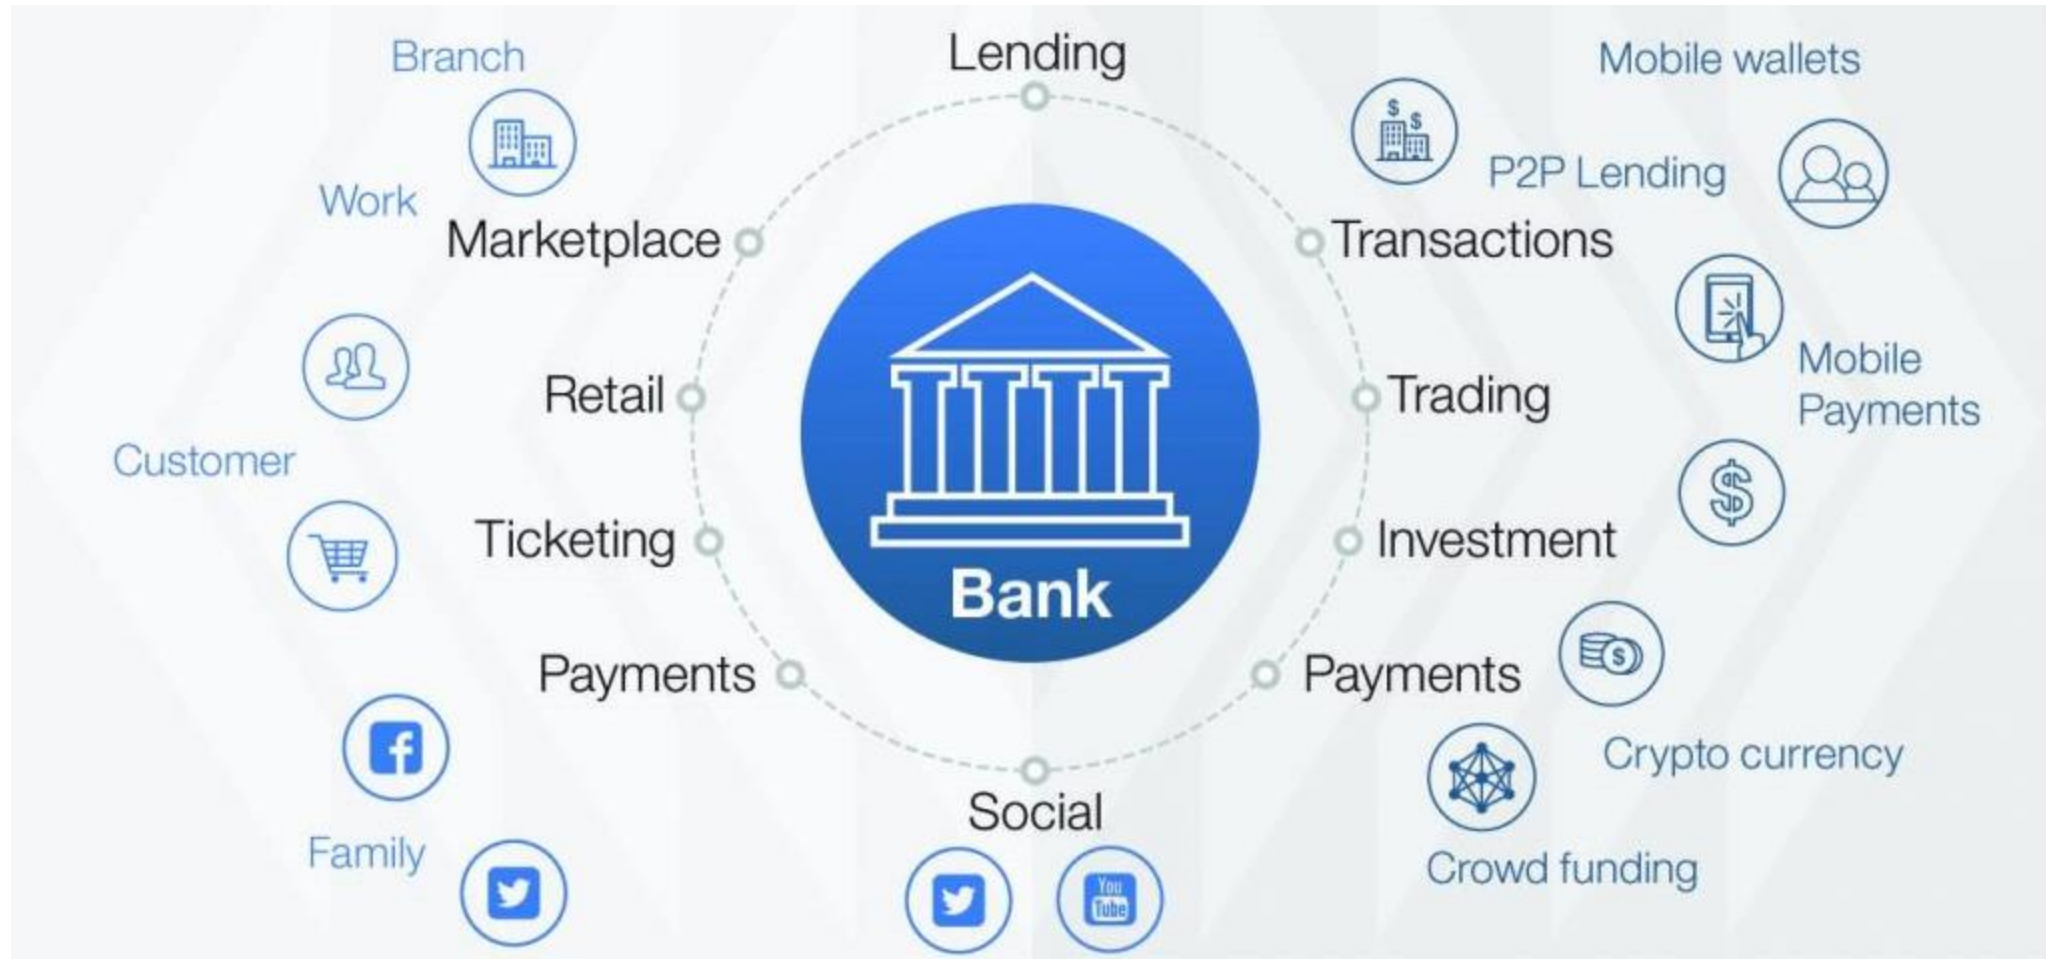 Branch
Lending
Mobile wallets
Work
P2P Lending
Marketplace
Transactions
Retail
Trading
Mobile
Payments
Customer
Ticketing
Investment
Bank
Payments
Payments
Crypto currency
Social
Family
Crowd funding
You
Tube